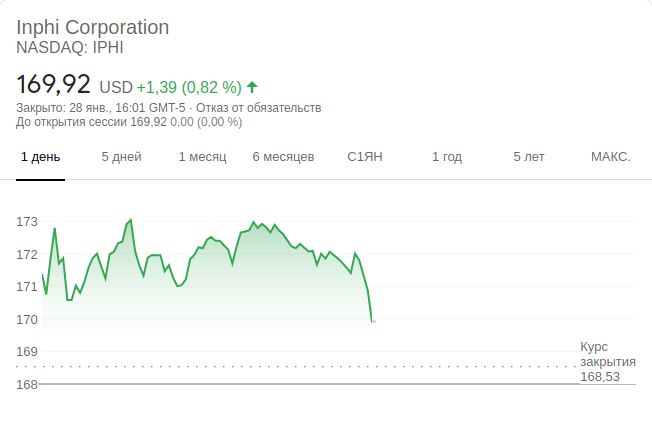 Inphi Corporation
NASDAQ: IPHI
169,92 USD +1,39 (0,82 %)
Закрыто: 28 янв., 16:01 GMT-5 · Отказ от обязательств
До открытия сессии 169,92 0,00 (0,00 %)
1 день 5 дней 1 месяц 6 месяцев С1ЯН 1 год 5 лет МАКС.
173
172
171
170
169
168
Курс
закрытия
168,53